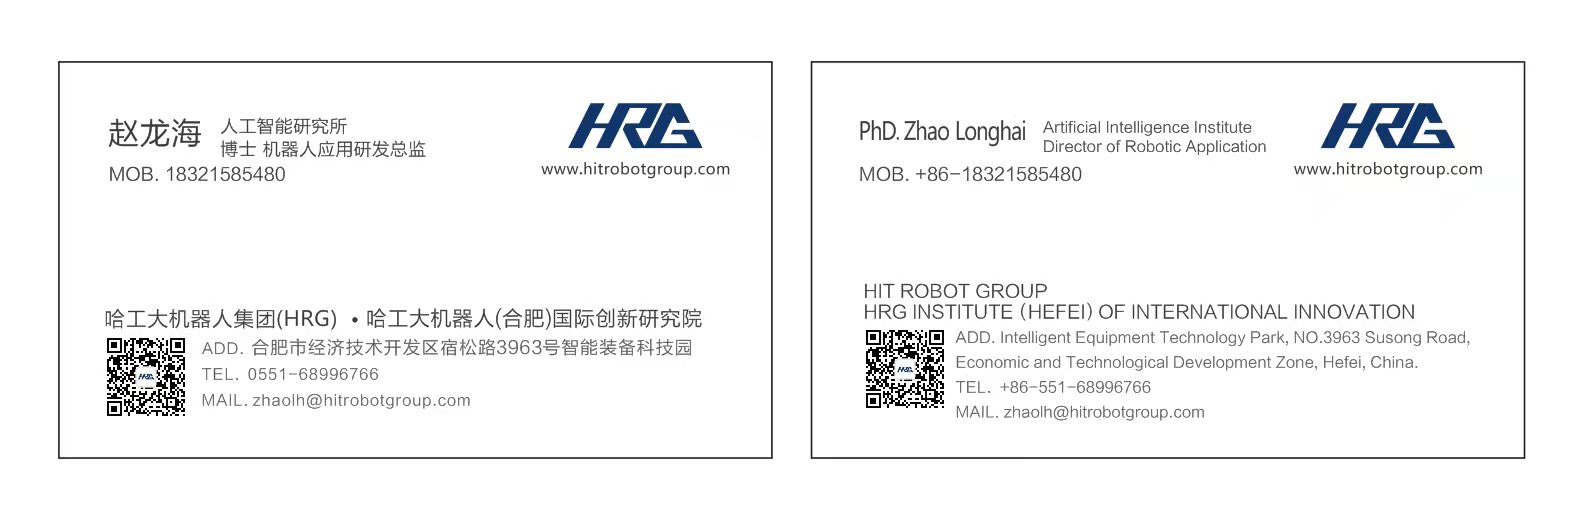 赵龙海
人工智能研究所
博士 机器人应用研发总监
MOB. 18321585480
HRG
www.hitrobotgroup.com
哈工大机器人集团(HRG) •哈工大机器人(合肥)国际创新研究院
HRG
ADD. 合肥市经济技术开发区宿松路3963号智能装备科技园
TEL. 0551-68996766
MAIL. zhaolh@hitrobotgroup.com
PhD. Zhao Longhai
Artificial Intelligence Institute
Director of Robotic Application
MOB. +86-18321585480
HRG
www.hitrobotgroup.com
HIT ROBOT GROUP
HRG INSTITUTE (HEFEI) OF INTERNATIONAL INNOVATION
HRG
ADD. Intelligent Equipment Technology Park, NO.3963 Susong Road,
Economic and Technological Development Zone, Hefei, China.
TEL. +86-551-68996766
MAIL. zhaolh@hitrobotgroup.com